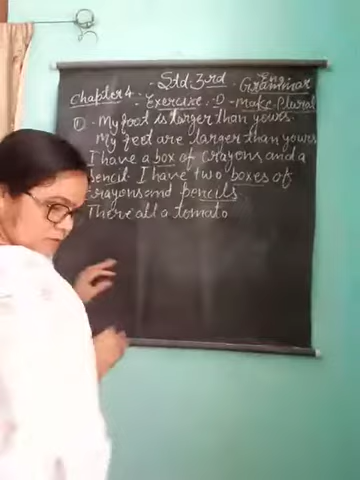 Std. 3rd. Eng. Grammar
Chapter 4.
- Exercise :- D - make Plural
① - My foot is larger than yours.
My feet are larger than yours
I have a box of crayons and a
Pencil. I have two boxes of
Crayons and pencils.
There all a tomato